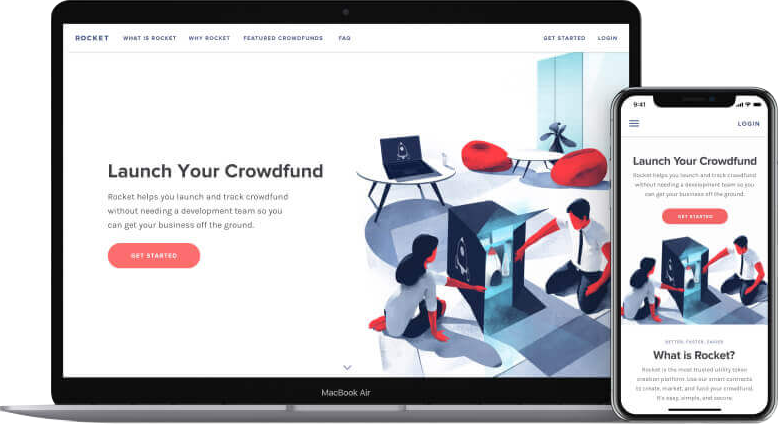 ROCKET WHAT IS ROCKET WHY ROCKET FEATURED CROWDFUNDS FAQ GET STARTED LOGIN
Launch Your Crowdfund
Rocket helps you launch and track crowdfund
without needing a development team so you
can get your business off the ground.
GET STARTED
MacBook Air
9:41
LOGIN
Launch Your Crowdfund
Rocket helps you launch and track crowdfund
without needing a development team so you
can get your business off the ground.
GET STARTED
BETTER, FASTER, SAFER
What is Rocket?
Rocket is the most trusted utility token
creation platform. Use our smart contracts
to create, market, and fund your crowdfund.
It's easy, simple, and secure.